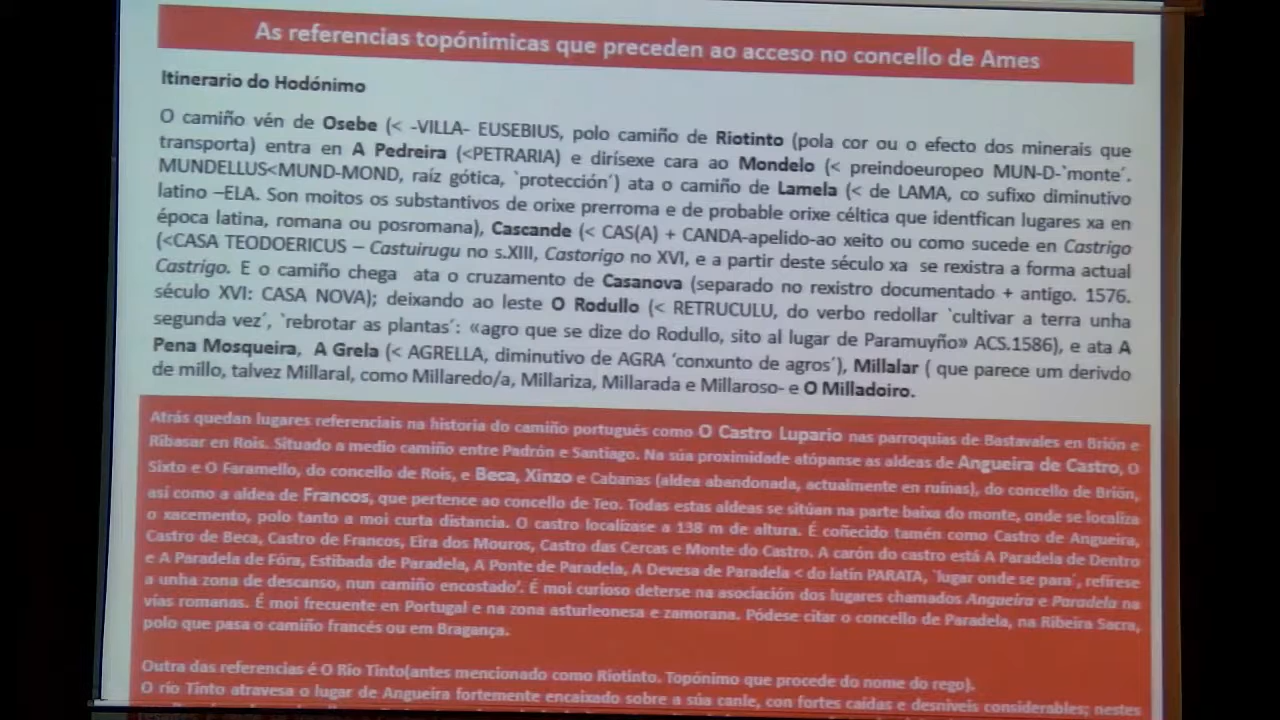 As referencias topónimicas que preceden ao acceso no concello de Ames
Itinerario do Hodónimo
O camiño vén de Osebe (< -VILLA- EUSEBIUS, polo camiño de Riotinto (pola cor ou o efecto dos minerais que
transporta) entra en A Pedreira (<PETRARIA) e dirísexe cara ao Mondelo (< preindoeuropeo MUN-D-`monte´.
MUNDELLUS<MUND-MOND, raíz gótica, `protección´) ata o camiño de Lamela (< de LAMA, co sufixo diminutivo
latino –ELA. Son moitos os substantivos de orixe prerroma e de probable orixe céltica que identfican lugares xa en
época latina, romana ou posromana), Cascande (< CAS(A) + CANDA-apelido-ao xeito ou como sucede en Castrigo
(<CASA TEODOERICUS – Castuirugu no s.XIII, Castorigo no XVI, e a partir deste século xa se rexistra a forma actual
Castrigo. E o camiño chega ata o cruzamento de Casanova (separado no rexistro documentado + antigo. 1576.
século XVI: CASA NOVA); deixando ao leste O Rodullo (< RETRUCULU, do verbo redollar `cultivar a terra unha
segunda vez´, `rebrotar as plantas´: «agro que se dize do Rodullo, sito al lugar de Paramuyño» ACS.1586), e ata A
Pena Mosqueira, A Grela (< AGRELLA, diminutivo de AGRA ‘conxunto de agros´), Millalar ( que parece um derivdo
de millo, talvez Millaral, como Millaredo/a, Millariza, Millarada e Millaroso- e O Milladoiro.
Atrás quedan lugares referenciais na historia do camiño portugués como O Castro Lupario nas parroquias de Bastavales en Brión e
Ribasar en Rois. Situado a medio camiño entre Padrón e Santiago. Na súa proximidade atópanse as aldeas de Angueira de Castro, O
Sixto e O Faramello, do concello de Rois, e Beca, Xinzo e Cabanas (aldea abandonada, actualmente en ruínas), do concello de Brión,
así como a aldea de Francos, que pertence ao concello de Teo. Todas estas aldeas se sitúan na parte baixa do monte, onde se localiza
o xacemento, polo tanto a moi curta distancia. O castro localízase a 138 m de altura. É coñecido tamén como Castro de Angueira,
Castro de Beca, Castro de Francos, Eira dos Mouros, Castro das Cercas e Monte do Castro. A carón do castro está A Paradela de Dentro
e A Paradela de Fóra, Estibada de Paradela, A Ponte de Paradela, A Devesa de Paradela < do latín PARATA, `lugar onde se para´, refírese
a unha zona de descanso, nun camiño encostado’. É moi curioso deterse na asociación dos lugares chamados Angueira e Paradela na
vías romanas. É moi frecuente en Portugal e na zona asturleonesa e zamorana. Pódese citar o concello de Paradela, na Ribeira Sacra,
polo que pasa o camiño francés ou em Bragança.
Outra das referencias é O Río Tinto(antes mencionado como Riotinto. Topónimo que procede do nome do rego).
O río Tinto atravesa o lugar de Angueira fortemente encaixado sobre a súa canle, con fortes caídas e desniveis considerables; nestes